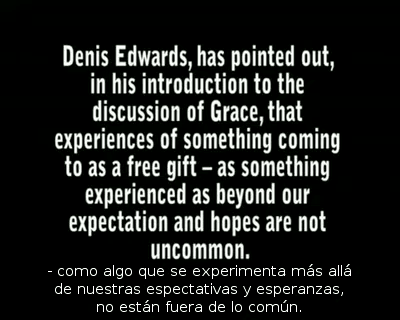 Denis Edwards, has pointed out,
in his introduction to the
discussion of Grace, that
experiences of something coming
to as a free gift – as something
experienced as beyond our
expectation and hopes are not
uncommon.
- como algo que se experimenta más allá
de nuestras espectativas y esperanzas,
no están fuera de lo común.